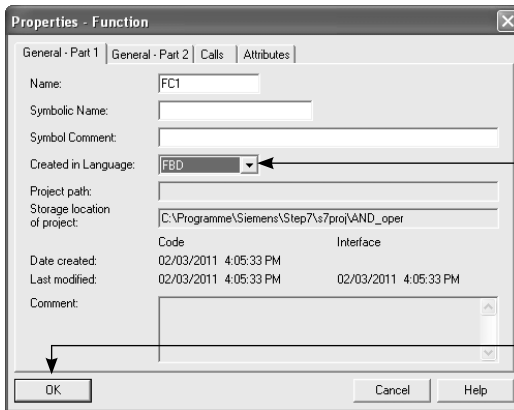 Properties - Function
General - Part 1 General - Part 2 Calls Attributes
Name: FC1
Symbolic Name:
Symbol Comment:
Created in Language: FBD
Project path:
Storage location
of project: C:\Programme\Siemens\Step7\s7proj\AND_oper
Code Interface
Date created: 02/03/2011 4:05:33 PM
Last modified: 02/03/2011 4:05:33 PM 02/03/2011 4:05:33 PM
Comment:
OK Cancel Help